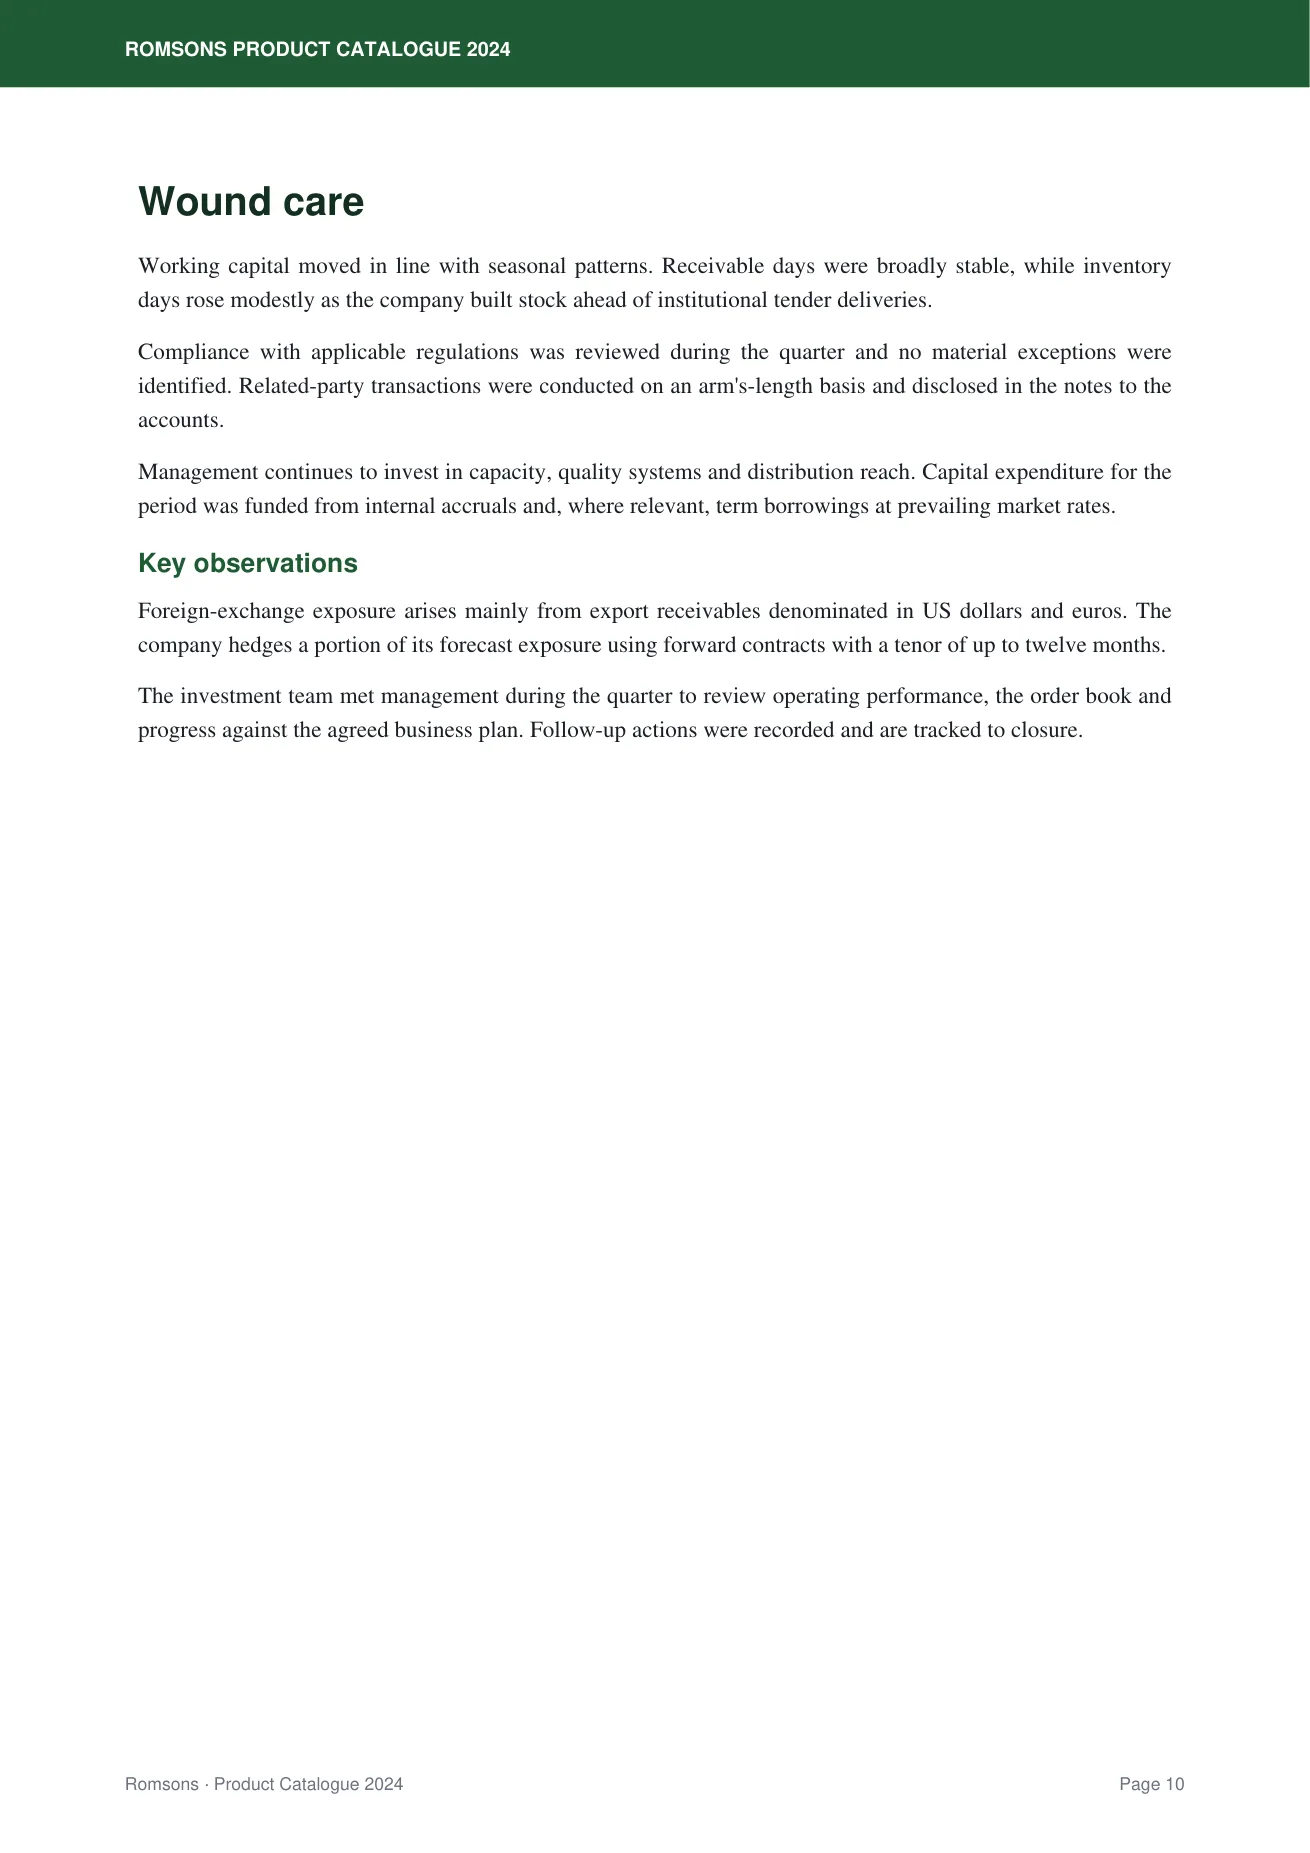 ROMSONS PRODUCT CATALOGUE 2024
Wound care
Working capital moved in line with seasonal patterns. Receivable days were broadly stable, while inventory
days rose modestly as the company built stock ahead of institutional tender deliveries.
Compliance with applicable regulations was reviewed during the quarter and no material exceptions were
identified. Related-party transactions were conducted on an arm's-length basis and disclosed in the notes to the
accounts.
Management continues to invest in capacity, quality systems and distribution reach. Capital expenditure for the
period was funded from internal accruals and, where relevant, term borrowings at prevailing market rates.
Key observations
Foreign-exchange exposure arises mainly from export receivables denominated in US dollars and euros. The
company hedges a portion of its forecast exposure using forward contracts with a tenor of up to twelve months.
The investment team met management during the quarter to review operating performance, the order book and
progress against the agreed business plan. Follow-up actions were recorded and are tracked to closure.
Romsons · Product Catalogue 2024
Page 10